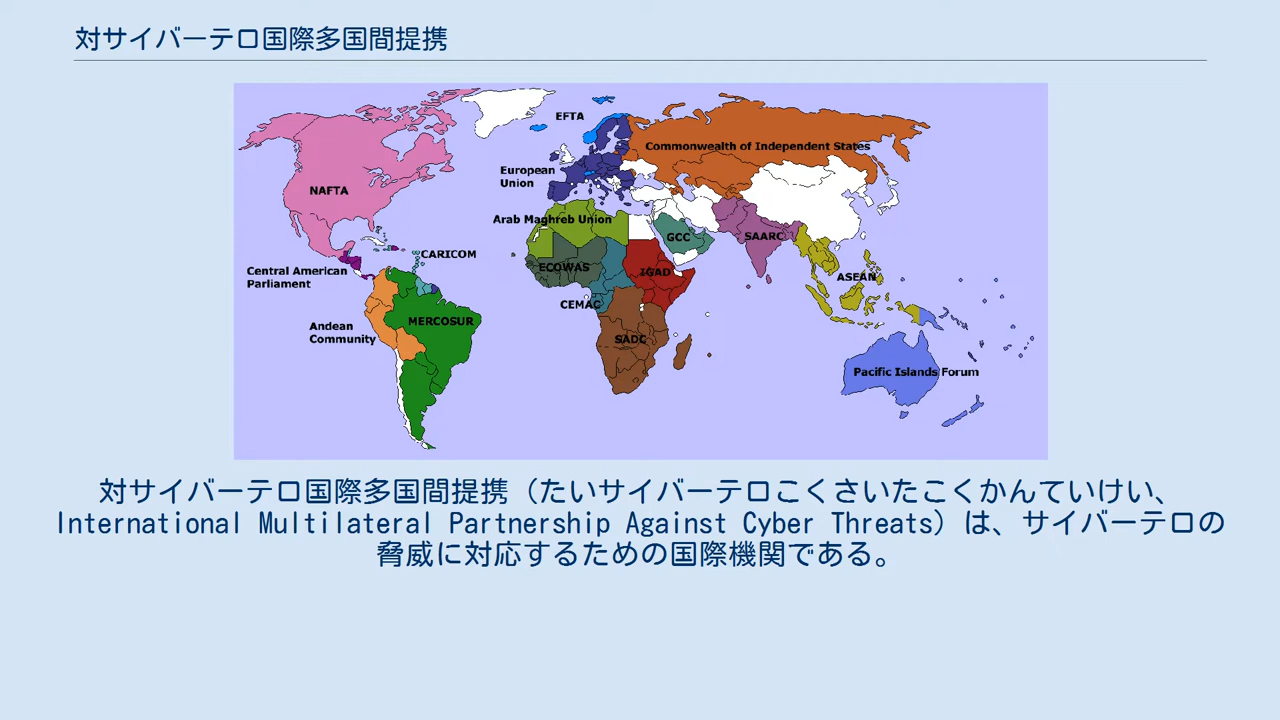 対サイバーテロ国際多国間提携
EFTA
Commonwealth of Independent States
European
Union
NAFTA
Arab Maghreb Union
GCC
SAARC
CARICOM
ECOWAS
IGAD
Central American
Parliament
ASEAN
CEMAC
MERCOSUR
Andean
Community
SADC
Pacific Islands Forum
対サイバーテロ国際多国間提携（たいサイバーテロこくさいたこくかんていけい、
International Multilateral Partnership Against Cyber Threats）は、サイバーテロの
脅威に対応するための国際機関である。